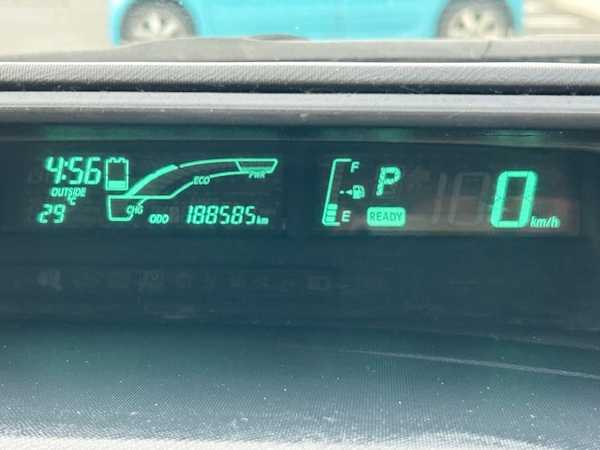 4:56
OUTSIDE
29 °C
CHG ECO PWR
ODO 188585 km
F
E
P
READY
0 km/h